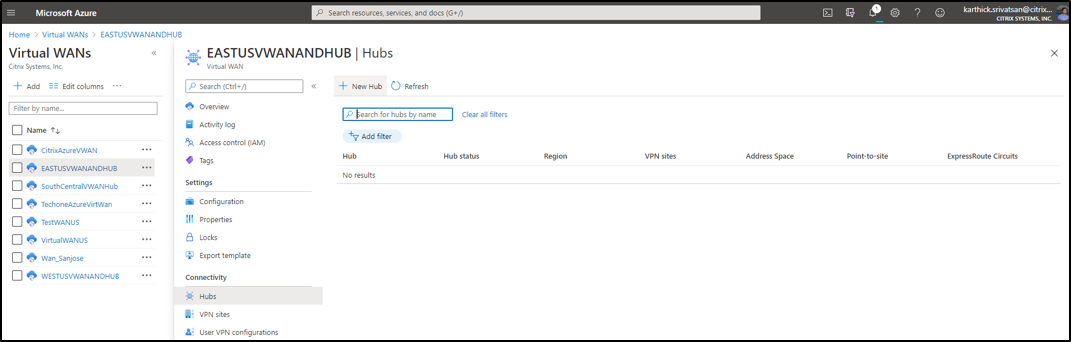 Microsoft Azure
Search resources, services, and docs (G+/)
1
karthick.srivatsan@citrix...
CITRIX SYSTEMS, INC.
Home > Virtual WANs > EASTUSVWANANDHUB
Virtual WANs
Citrix Systems, Inc.
Add Edit columns ...
Filter by name...
Name
CitrixAzureVWAN ...
EASTUSVWANANDHUB ...
SouthCentralVWANHub ...
TechoneAzureVirtWan ...
TestWANUS ...
VirtualWANUS ...
Wan_Sanjose ...
WESTUSVWANANDHUB ...
EASTUSVWANANDHUB | Hubs
Virtual WAN
Search (Ctrl+/)
Overview
Activity log
Access control (IAM)
Tags
Settings
Configuration
Properties
Locks
Export template
Connectivity
Hubs
VPN sites
User VPN configurations
New Hub Refresh
Search for hubs by name Clear all filters
Add filter
Hub Hub status Region VPN sites Address Space Point-to-site ExpressRoute Circuits
No results